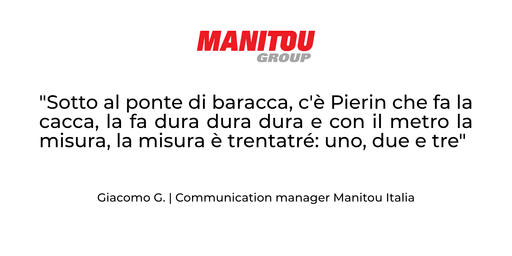 MANITOU
GROUP
"Sotto al ponte di baracca, c'è Pierin che fa la
cacca, la fa dura dura dura e con il metro la
misura, la misura è trentatré: uno, due e tre"
Giacomo G. | Communication manager Manitou Italia